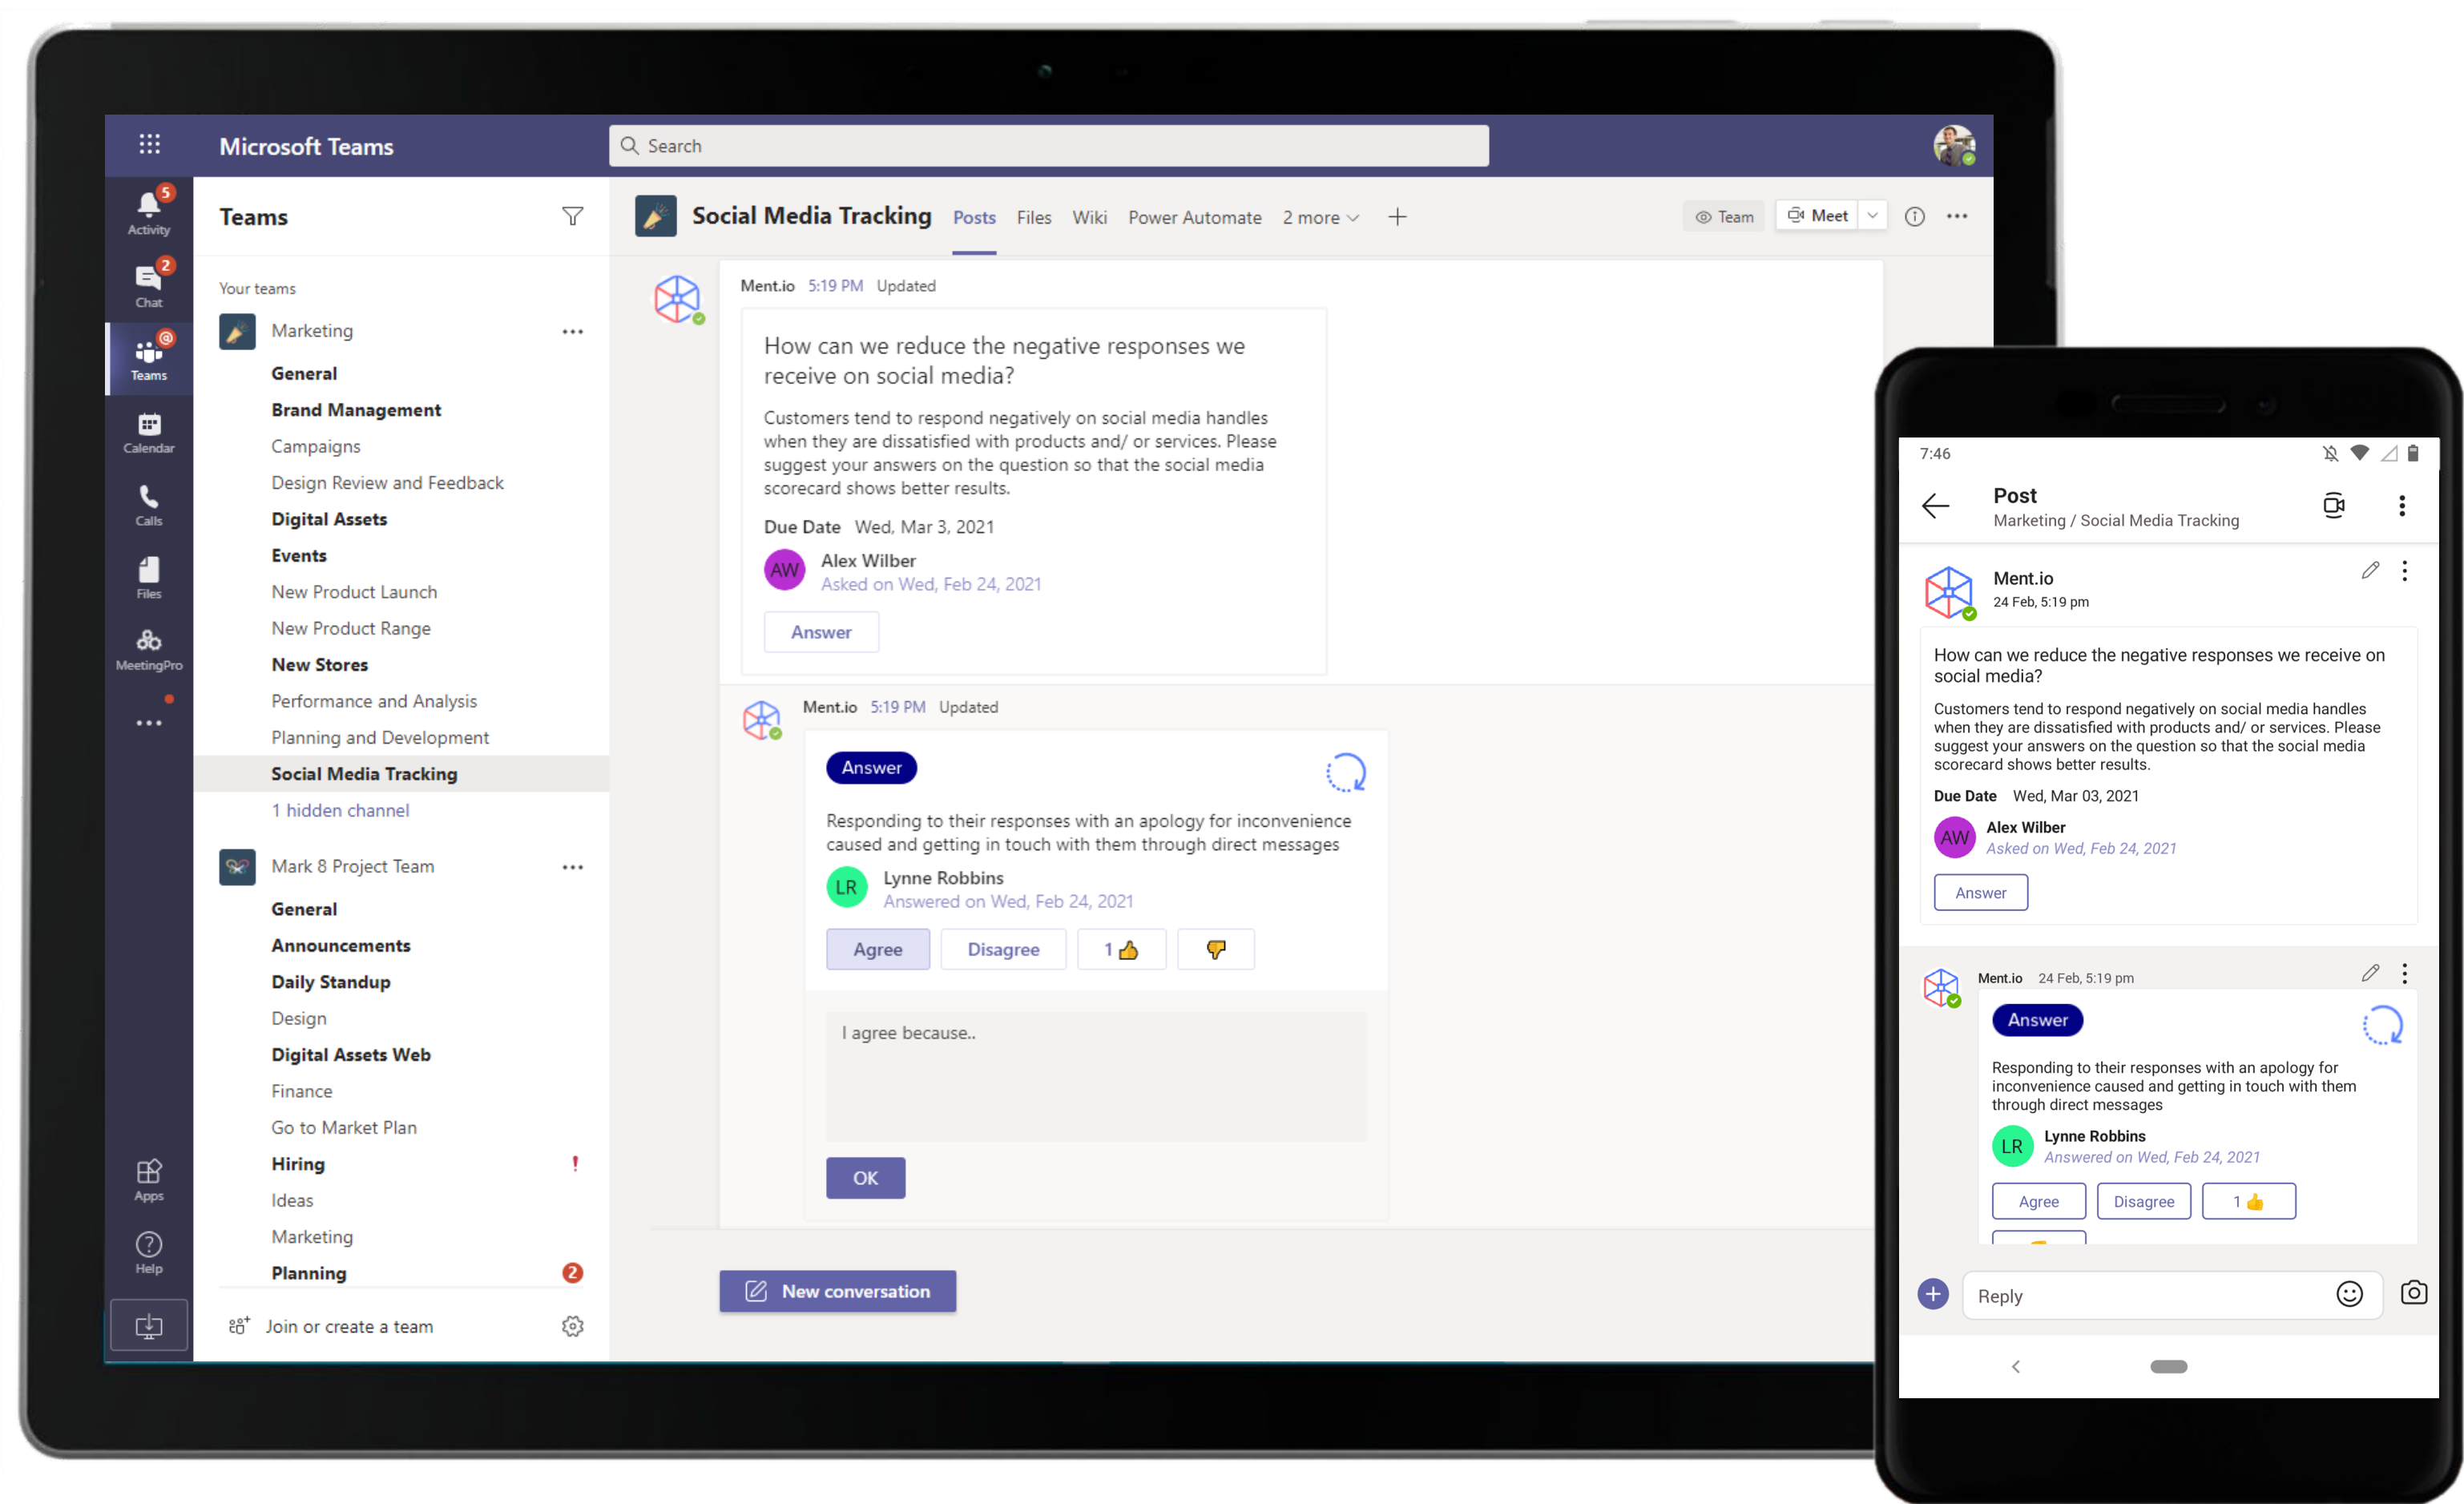 Microsoft Teams
Search
5
Activity
2
Chat
@
Teams
Calendar
Calls
Files
MeetingPro
Apps
Help
Teams
Your teams
Marketing
General
Brand Management
Campaigns
Design Review and Feedback
Digital Assets
Events
New Product Launch
New Product Range
New Stores
Performance and Analysis
Planning and Development
Social Media Tracking
1 hidden channel
Mark 8 Project Team
General
Announcements
Daily Standup
Design
Digital Assets Web
Finance
Go to Market Plan
Hiring !
Ideas
Marketing
Planning 2
Join or create a team
Social Media Tracking Posts Files Wiki Power Automate 2 more
Team Meet
Ment.io 5:19 PM Updated
How can we reduce the negative responses we
receive on social media?
Customers tend to respond negatively on social media handles
when they are dissatisfied with products and/ or services. Please
suggest your answers on the question so that the social media
scorecard shows better results.
Due Date Wed, Mar 3, 2021
AW
Alex Wilber
Asked on Wed, Feb 24, 2021
Answer
Ment.io 5:19 PM Updated
Answer
Responding to their responses with an apology for inconvenience
caused and getting in touch with them through direct messages
LR
Lynne Robbins
Answered on Wed, Feb 24, 2021
Agree Disagree 1 👍 👎
I agree because..
OK
New conversation
7:46
Post
Marketing / Social Media Tracking
Ment.io
24 Feb, 5:19 pm
How can we reduce the negative responses we receive on
social media?
Customers tend to respond negatively on social media handles
when they are dissatisfied with products and/ or services. Please
suggest your answers on the question so that the social media
scorecard shows better results.
Due Date Wed, Mar 03, 2021
AW
Alex Wilber
Asked on Wed, Feb 24, 2021
Answer
Ment.io 24 Feb, 5:19 pm
Answer
Responding to their responses with an apology for
inconvenience caused and getting in touch with them
through direct messages
LR
Lynne Robbins
Answered on Wed, Feb 24, 2021
Agree Disagree 1 👍
Reply